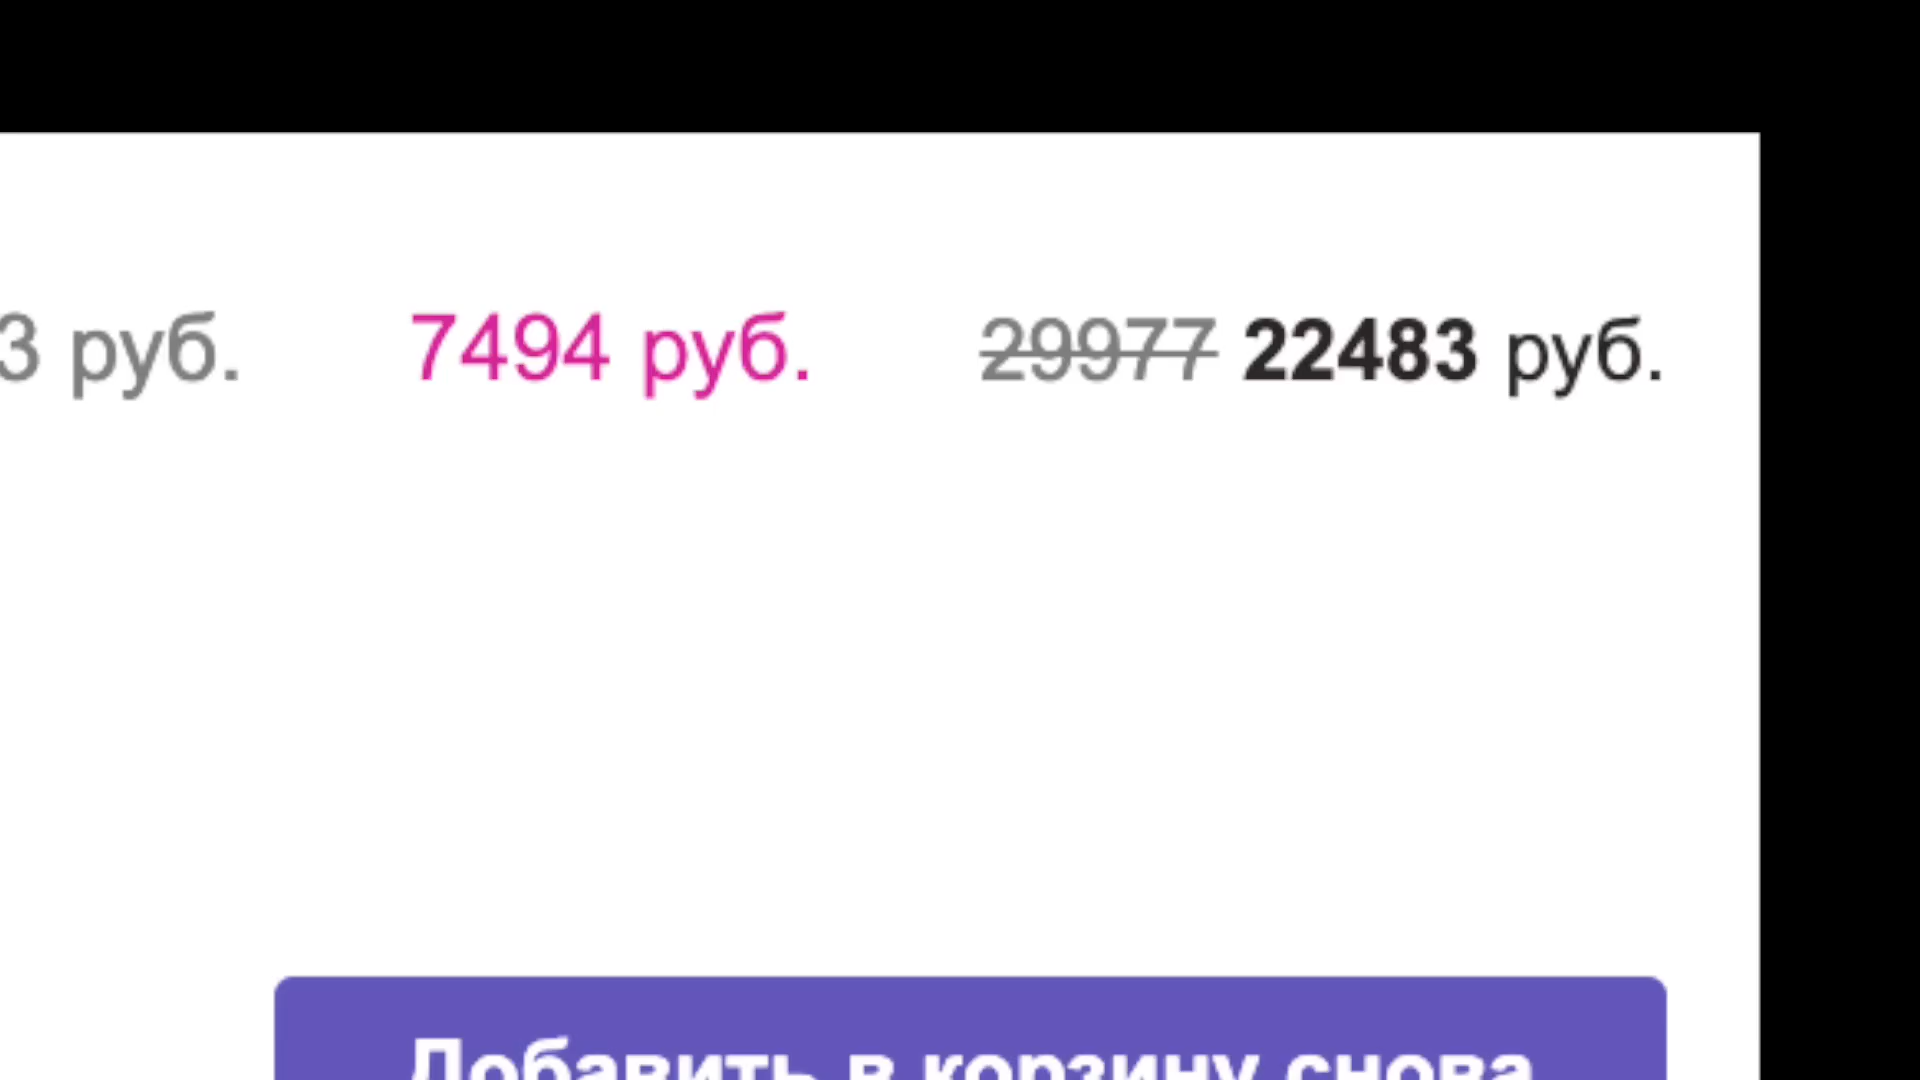 3 руб. 7494 руб. 29977 22483 руб.
Добавить в корзину снова